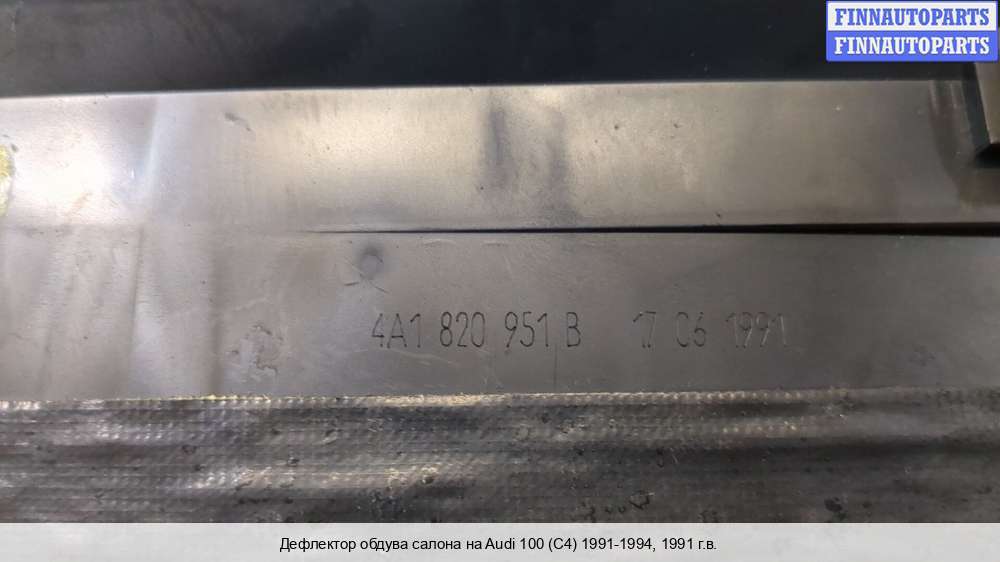 FINNAUTOPARTS
FINNAUTOPARTS
4A1 820 951 B 17 06 1991
Дефлектор обдува салона на Audi 100 (C4) 1991-1994, 1991 г.в.